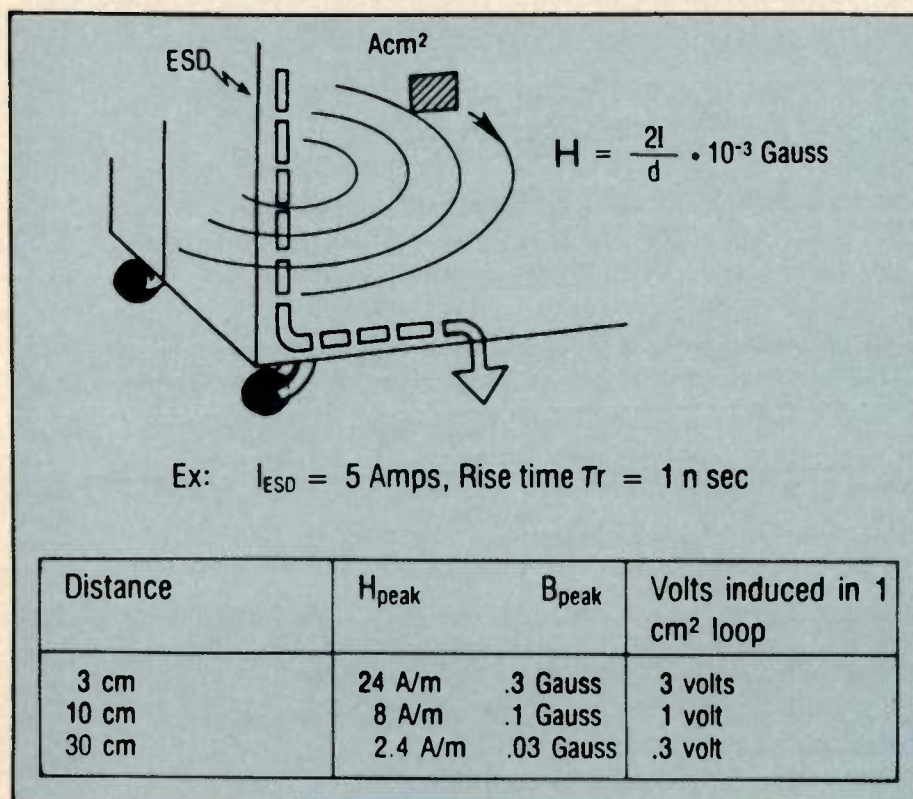 ESD
Acm²
H = 2I/d • 10⁻³ Gauss
Ex: I_ESD = 5 Amps, Rise time Tr = 1 n sec
Distance H_peak B_peak Volts induced in 1
cm² loop
3 cm 24 A/m .3 Gauss 3 volts
10 cm 8 A/m .1 Gauss 1 volt
30 cm 2.4 A/m .03 Gauss .3 volt